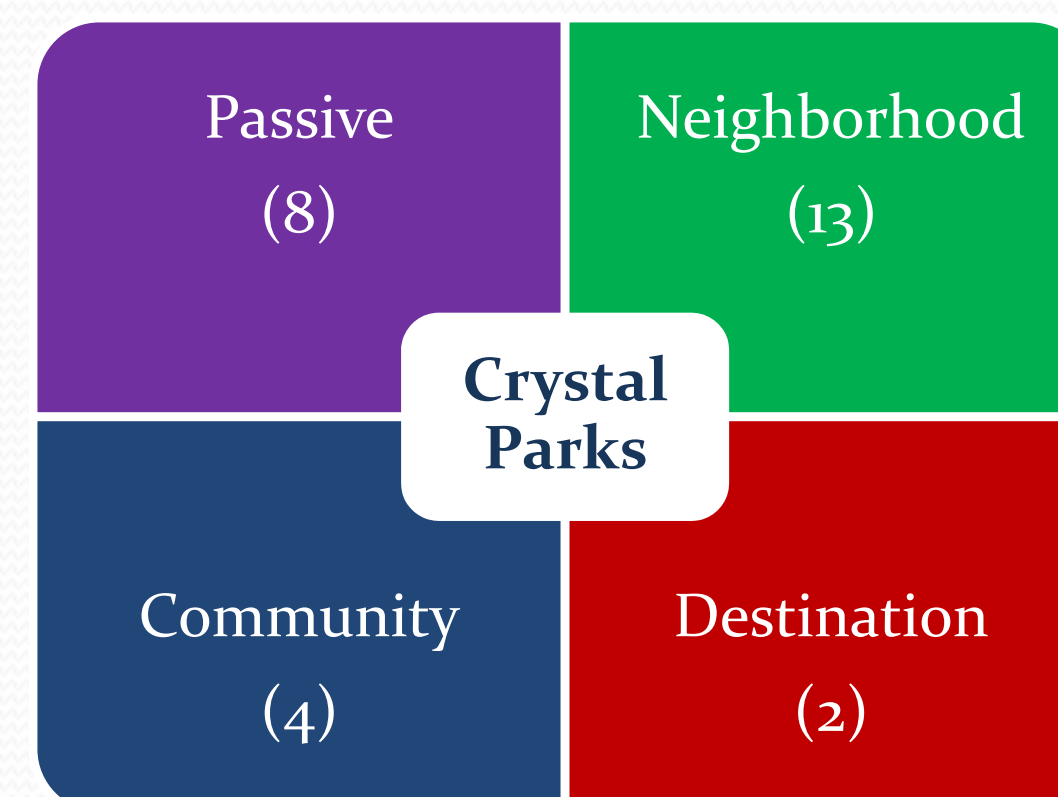 Passive
(8)
Neighborhood
(13)
Crystal
Parks
Community
(4)
Destination
(2)